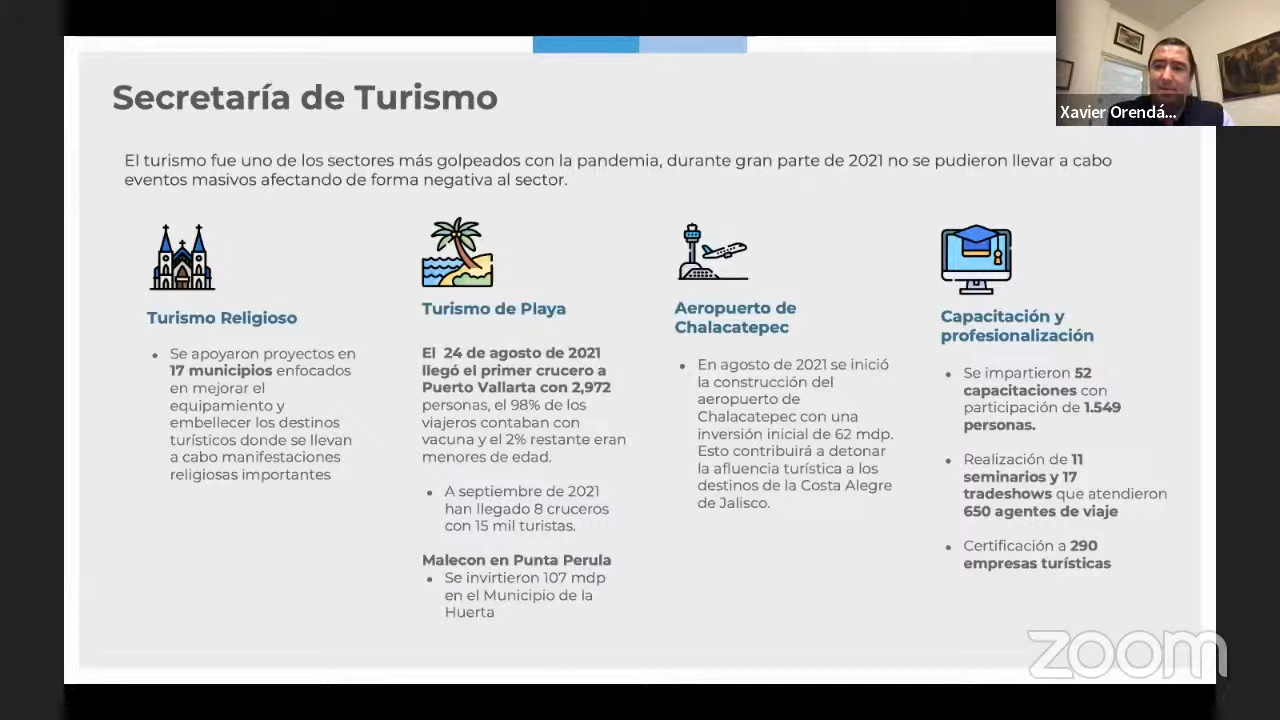 Secretaría de Turismo
Xavier Orendá...
El turismo fue uno de los sectores más golpeados con la pandemia, durante gran parte de 2021 no se pudieron llevar a cabo
eventos masivos afectando de forma negativa al sector.
Turismo Religioso
• Se apoyaron proyectos en
17 municipios enfocados
en mejorar el
equipamiento y
embellecer los destinos
turísticos donde se llevan
a cabo manifestaciones
religiosas importantes
Turismo de Playa
El 24 de agosto de 2021
llegó el primer crucero a
Puerto Vallarta con 2,972
personas, el 98% de los
viajeros contaban con
vacuna y el 2% restante eran
menores de edad.
• A septiembre de 2021
han llegado 8 cruceros
con 15 mil turistas.
Malecon en Punta Perula
• Se invirtieron 107 mdp
en el Municipio de la
Huerta
Aeropuerto de
Chalacatepec
• En agosto de 2021 se inició
la construcción del
aeropuerto de
Chalacatepec con una
inversión inicial de 62 mdp.
Esto contribuirá a detonar
la afluencia turística a los
destinos de la Costa Alegre
de Jalisco.
Capacitación y
profesionalización
• Se impartieron 52
capacitaciones con
participación de 1.549
personas.
• Realización de 11
seminarios y 17
tradeshows que atendieron
650 agentes de viaje
• Certificación a 290
empresas turísticas
zoom